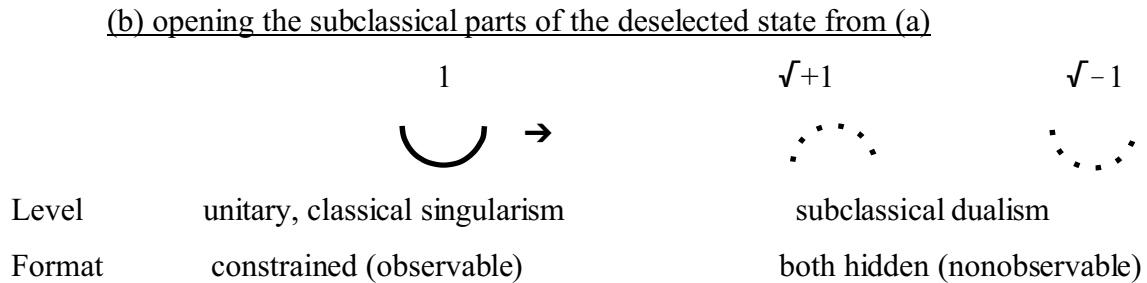 (b) opening the subclassical parts of the deselected state from (a)
1 √+1 √-1
➔
Level unitary, classical singularism subclassical dualism
Format constrained (observable) both hidden (nonobservable)